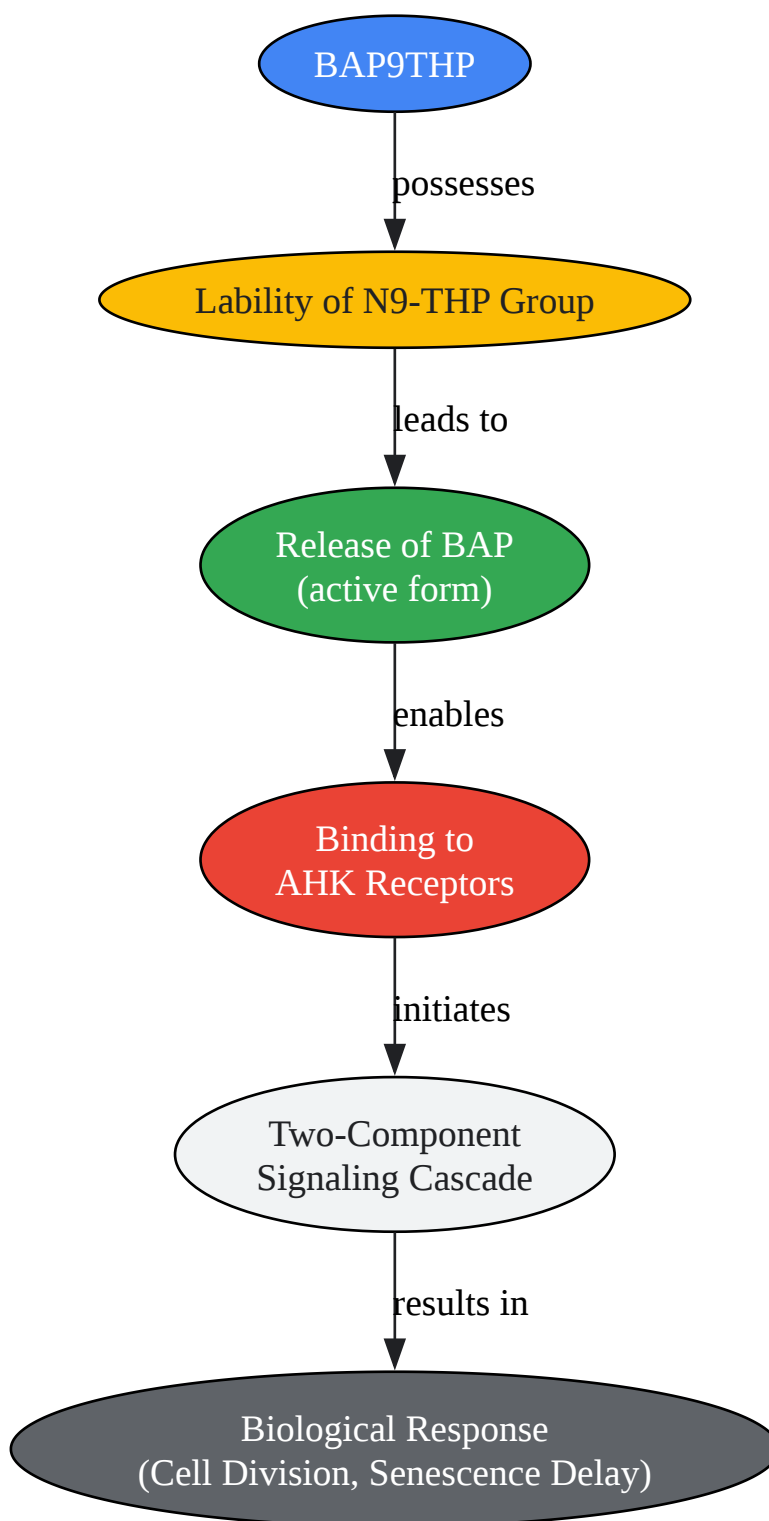 BAP9THP
possesses
Lability of N9-THP Group
leads to
Release of BAP
(active form)
enables
Binding to
AHK Receptors
initiates
Two-Component
Signaling Cascade
results in
Biological Response
(Cell Division, Senescence Delay)